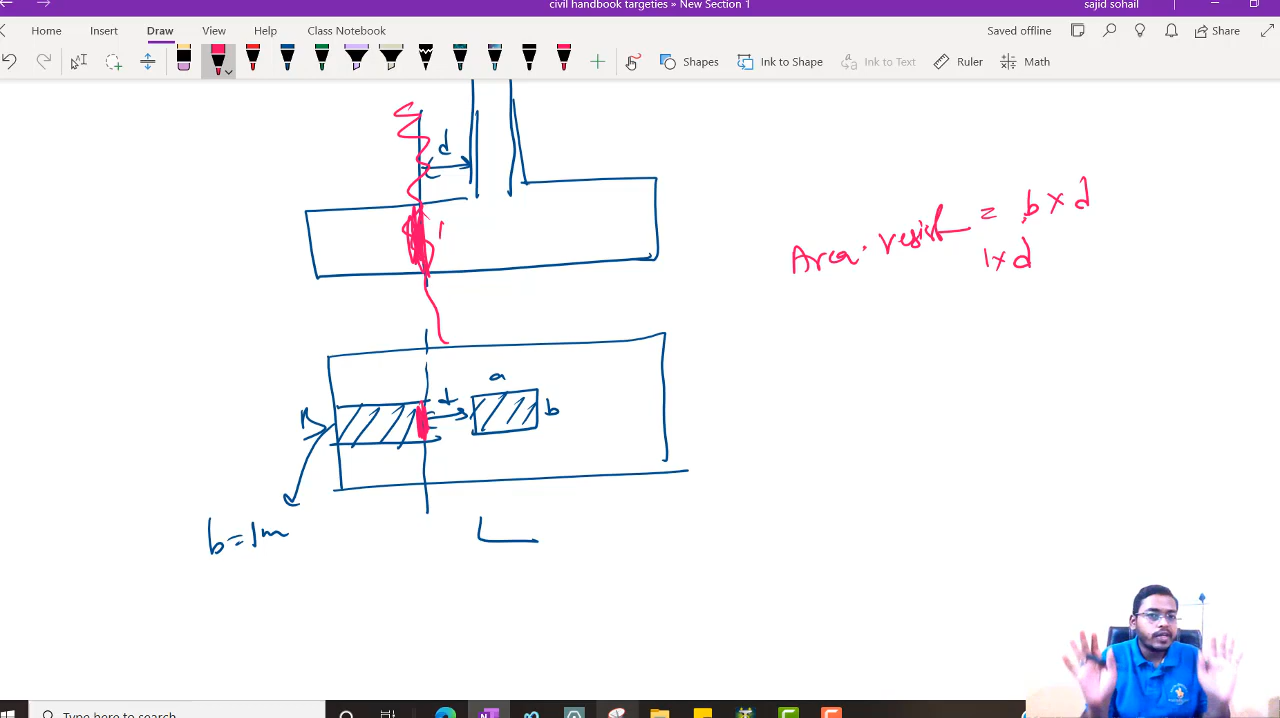 civil handbook targeties » New Section 1
sajid sohail
Home Insert Draw View Help Class Notebook
Saved offline
Share
Ink to Shape
Shapes
Ink to Text
Ruler
Math
d
Area resist = b x d
1 x d
a
d
b
b = 1m
Type here to search